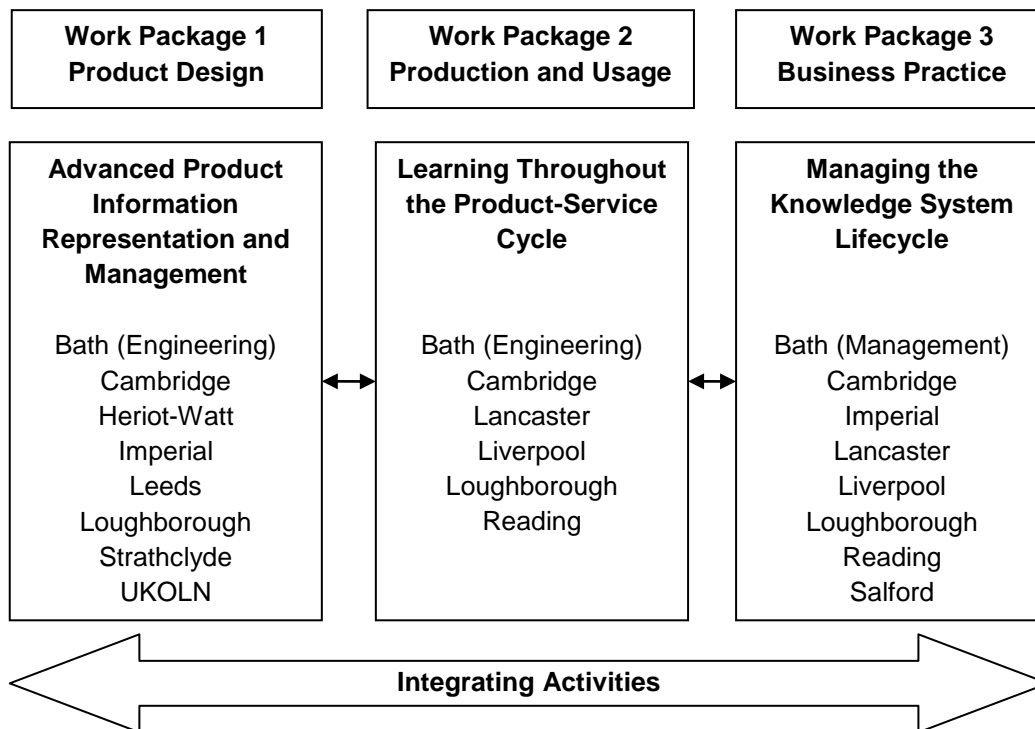 Work Package 1
Product Design
Work Package 2
Production and Usage
Work Package 3
Business Practice
Advanced Product
Information
Representation and
Management
Bath (Engineering)
Cambridge
Heriot-Watt
Imperial
Leeds
Loughborough
Strathclyde
UKOLN
Learning Throughout
the Product-Service
Cycle
Bath (Engineering)
Cambridge
Lancaster
Liverpool
Loughborough
Reading
Managing the
Knowledge System
Lifecycle
Bath (Management)
Cambridge
Imperial
Lancaster
Liverpool
Loughborough
Reading
Salford
Integrating Activities